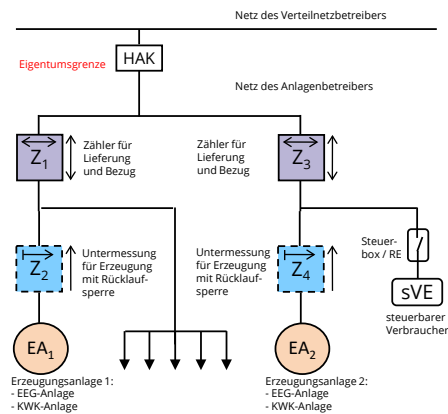 Netz des Verteilnetzbetreibers
HAK
Eigentumsgrenze
Netz des Anlagenbetreibers
Z1
Zähler für
Lieferung
und Bezug
Zähler für
Lieferung
und Bezug
Z3
Steuer-
box / RE
Z2
Untermessung
für Erzeugung
mit Rücklauf-
sperre
Untermessung
für Erzeugung
mit Rücklauf-
sperre
Z4
sVE
steuerbarer
Verbraucher
EA1
EA2
Erzeugungsanlage 1:
- EEG-Anlage
- KWK-Anlage
Erzeugungsanlage 2:
- EEG-Anlage
- KWK-Anlage